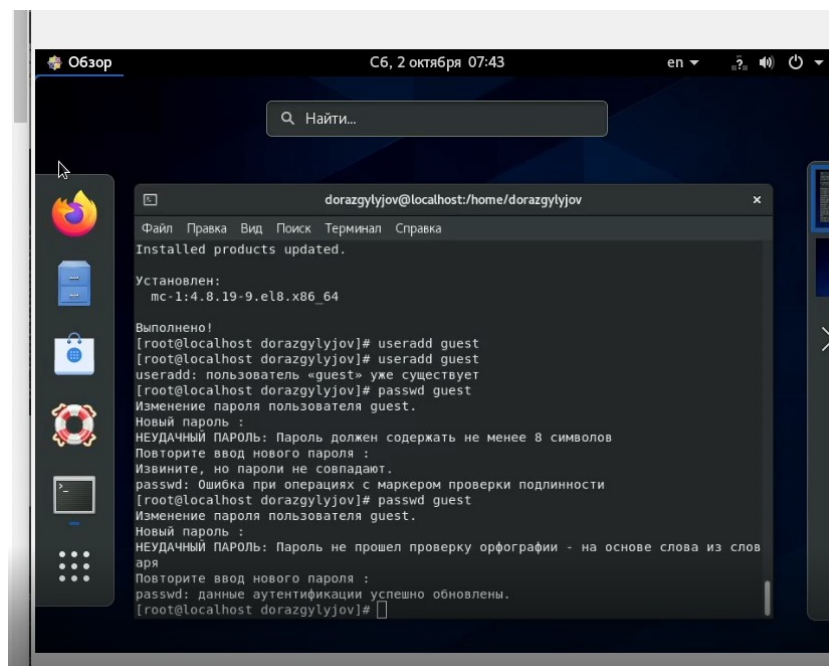 Обзор
Сб, 2 октября 07:43
en
Найти...
dorazgylyjov@localhost:/home/dorazgylyjov
Файл Правка Вид Поиск Терминал Справка
Installed products updated.
Установлен:
mc-1:4.8.19-9.el8.x86_64
Выполнено!
[root@localhost dorazgylyjov]# useradd guest
[root@localhost dorazgylyjov]# useradd guest
useradd: пользователь «guest» уже существует
[root@localhost dorazgylyjov]# passwd guest
Изменение пароля пользователя guest.
Новый пароль :
НЕУДАЧНЫЙ ПАРОЛЬ: Пароль должен содержать не менее 8 символов
Повторите ввод нового пароля :
Извините, но пароли не совпадают.
passwd: Ошибка при операциях с маркером проверки подлинности
[root@localhost dorazgylyjov]# passwd guest
Изменение пароля пользователя guest.
Новый пароль :
НЕУДАЧНЫЙ ПАРОЛЬ: Пароль не прошел проверку орфографии - на основе слова из слов
аря
Повторите ввод нового пароля :
passwd: данные аутентификации успешно обновлены.
[root@localhost dorazgylyjov]#